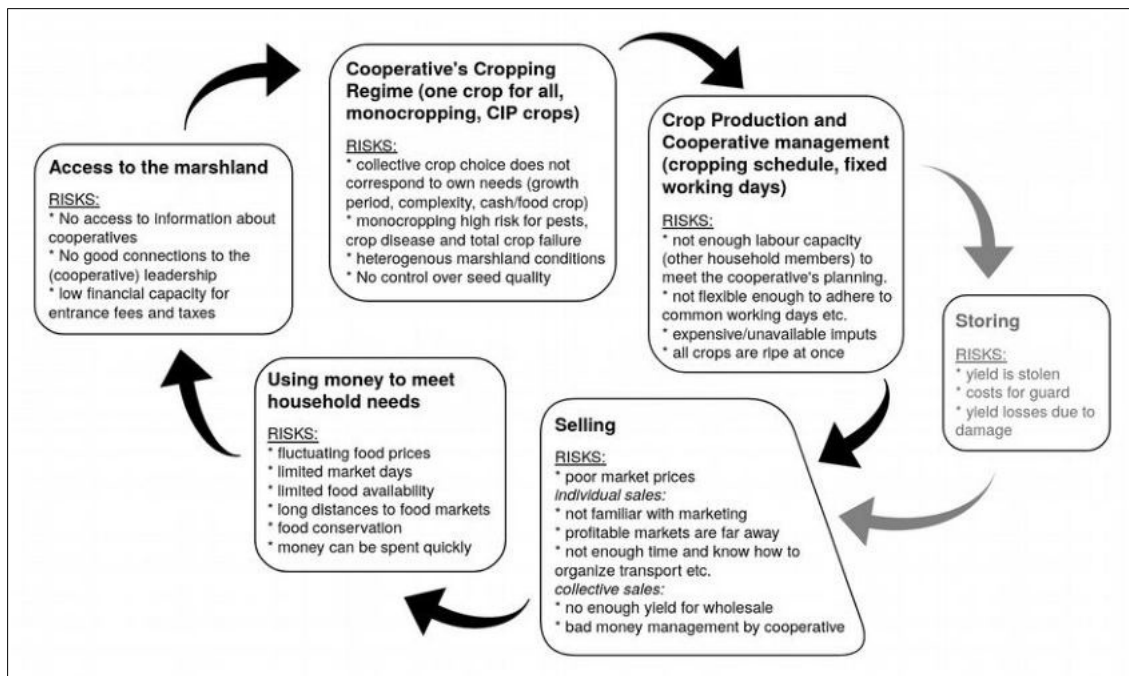 Access to the marshland
RISKS:
* No access to information about
cooperatives
* No good connections to the
(cooperative) leadership
* low financial capacity for
entrance fees and taxes
Cooperative's Cropping
Regime (one crop for all,
monocropping, CIP crops)
RISKS:
* collective crop choice does not
correspond to own needs (growth
period, complexity, cash/food crop)
* monocropping high risk for pests,
crop disease and total crop failure
* heterogenous marshland conditions
* No control over seed quality
Crop Production and
Cooperative management
(cropping schedule, fixed
working days)
RISKS:
* not enough labour capacity
(other household members) to
meet the cooperative's planning.
* not flexible enough to adhere to
common working days etc.
* expensive/unavailable imputs
* all crops are ripe at once
Storing
RISKS:
* yield is stolen
* costs for guard
* yield losses due to
damage
Selling
RISKS:
* poor market prices
individual sales:
* not familiar with marketing
* profitable markets are far away
* not enough time and know how to
organize transport etc.
collective sales:
* no enough yield for wholesale
* bad money management by cooperative
Using money to meet
household needs
RISKS:
* fluctuating food prices
* limited market days
* limited food availability
* long distances to food markets
* food conservation
* money can be spent quickly